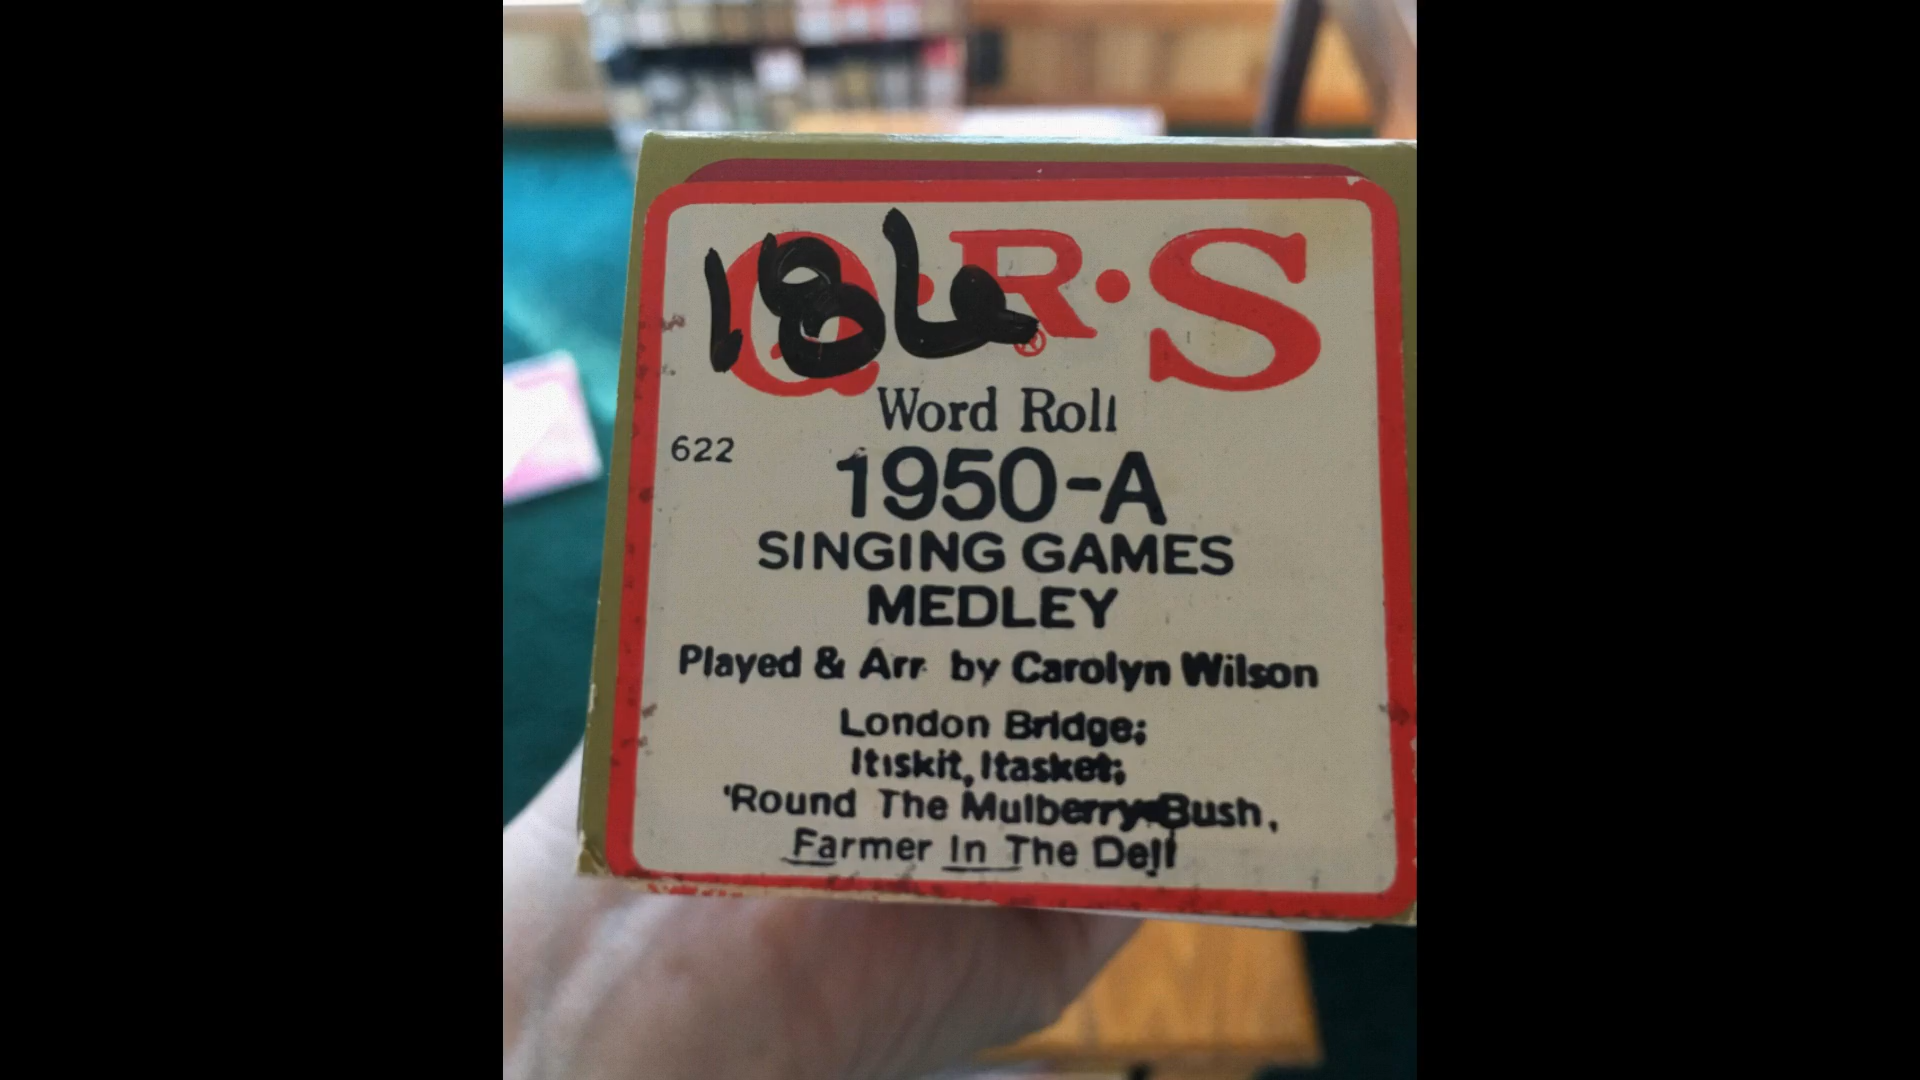 186
Q·R·S®
Word Roll
622
1950-A
SINGING GAMES
MEDLEY
Played & Arr. by Carolyn Wilson
London Bridge;
Itiskit, Itasket;
'Round The Mulberry Bush,
Farmer In The Dell